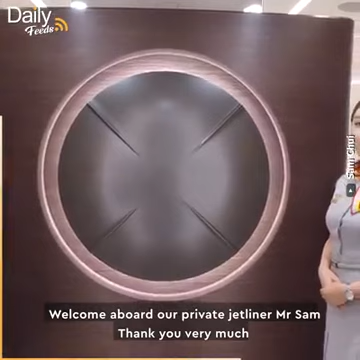 Daily
Feeds
Sam Chui
Welcome aboard our private jetliner Mr Sam
Thank you very much